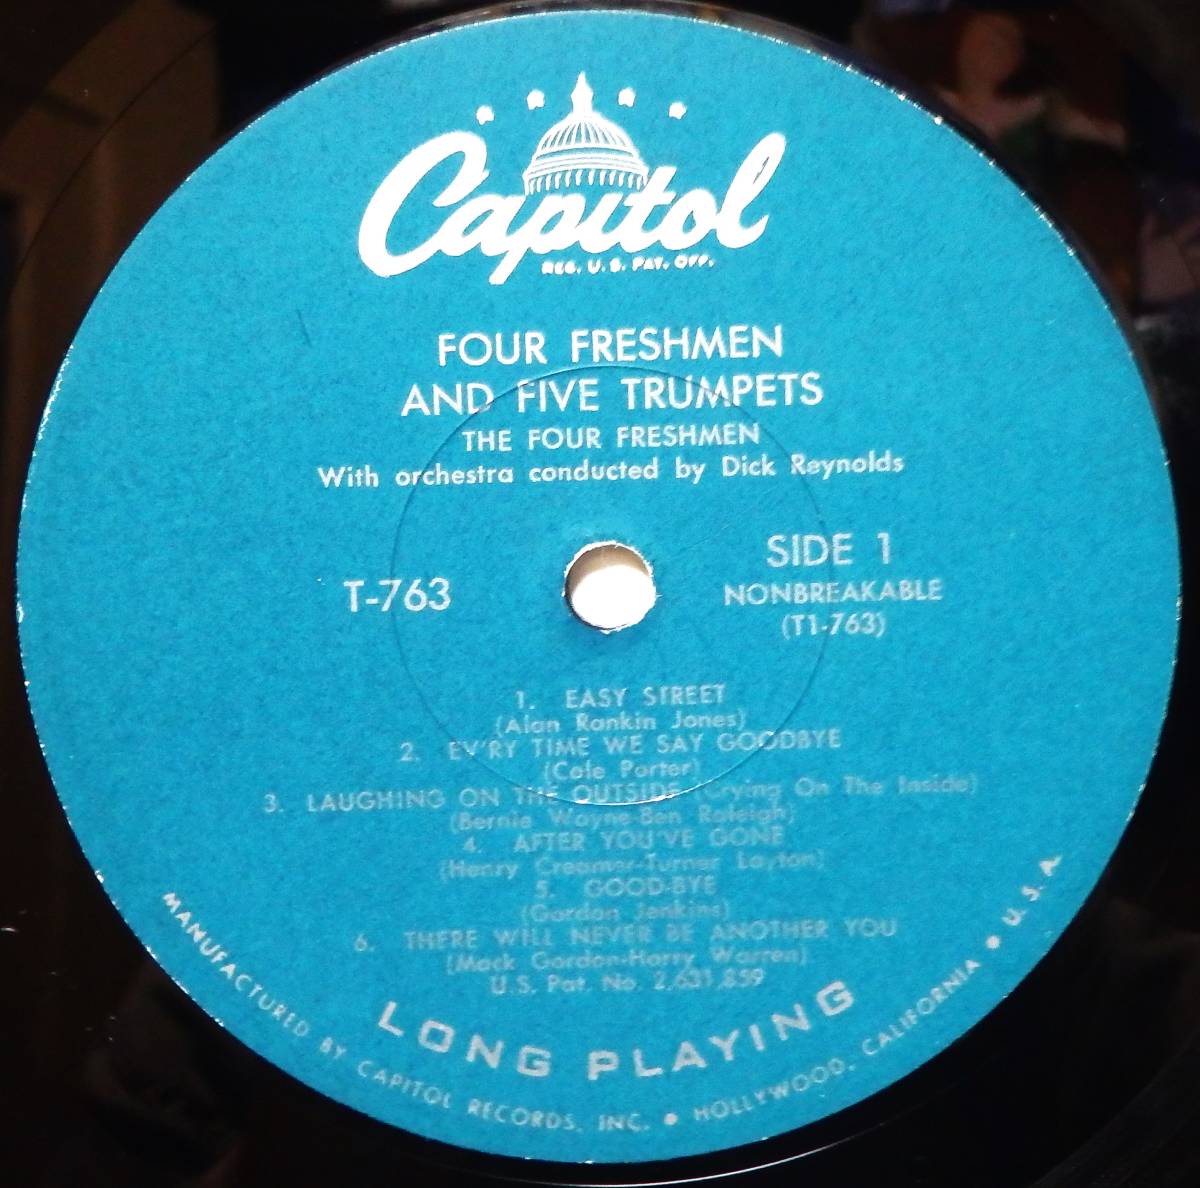 Capitol
REG. U. S. PAT. OFF.
FOUR FRESHMEN
AND FIVE TRUMPETS
THE FOUR FRESHMEN
With orchestra conducted by Dick Reynolds
T-763
SIDE 1
NONBREAKABLE
(T1-763)
1. EASY STREET
(Alan Rankin Jones)
2. EV'RY TIME WE SAY GOODBYE
(Cole Porter)
3. LAUGHING ON THE OUTSIDE (Crying On The Inside)
(Bernie Wayne-Ben Raleigh)
4. AFTER YOU'VE GONE
(Henry Creamer-Turner Layton)
5. GOOD-BYE
(Gordon Jenkins)
6. THERE WILL NEVER BE ANOTHER YOU
(Mack Gordon-Harry Warren)
U.S. Pat. No. 2,631,859
LONG PLAYING
MANUFACTURED BY CAPITOL RECORDS, INC. • HOLLYWOOD, CALIFORNIA • U. S. A.